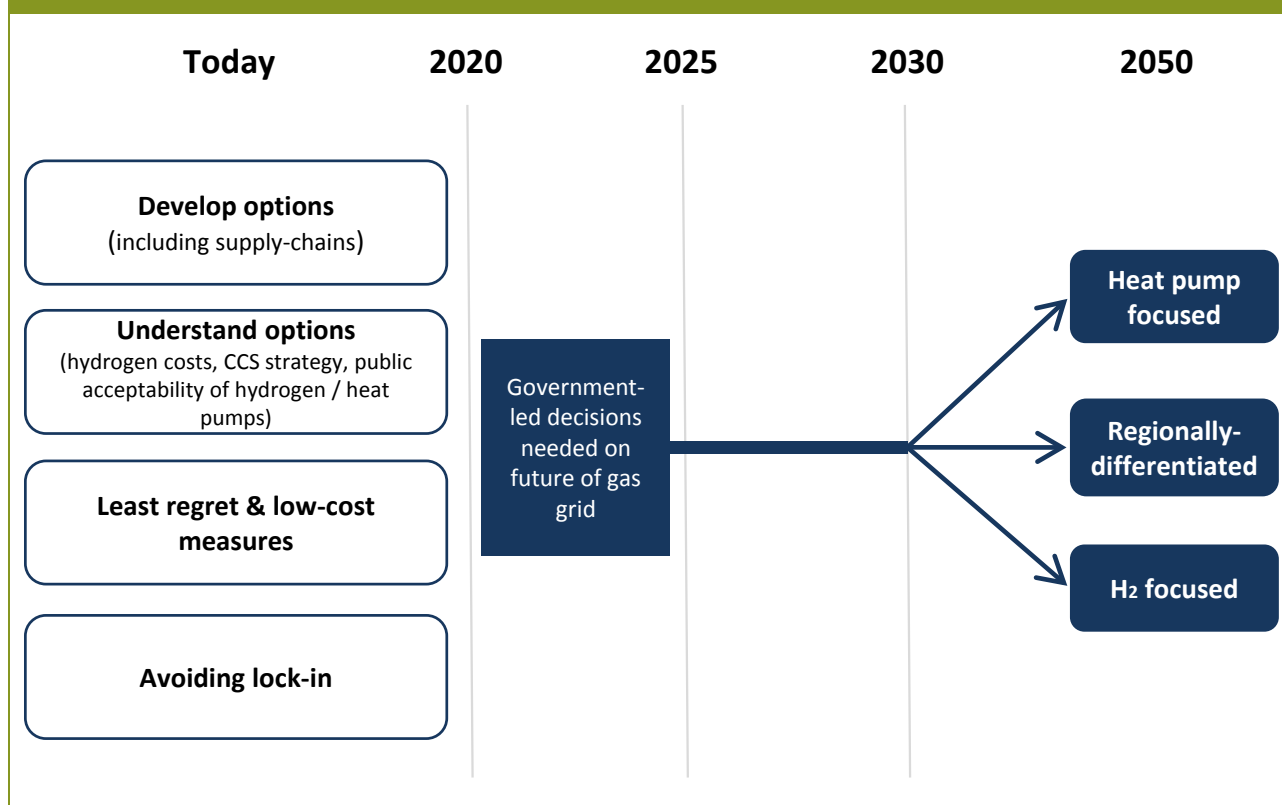 Today 2020 2025 2030 2050
Develop options
(including supply-chains)
Understand options
(hydrogen costs, CCS strategy, public
acceptability of hydrogen / heat
pumps)
Least regret & low-cost
measures
Avoiding lock-in
Government-
led decisions
needed on
future of gas
grid
Heat pump
focused
Regionally-
differentiated
H2 focused